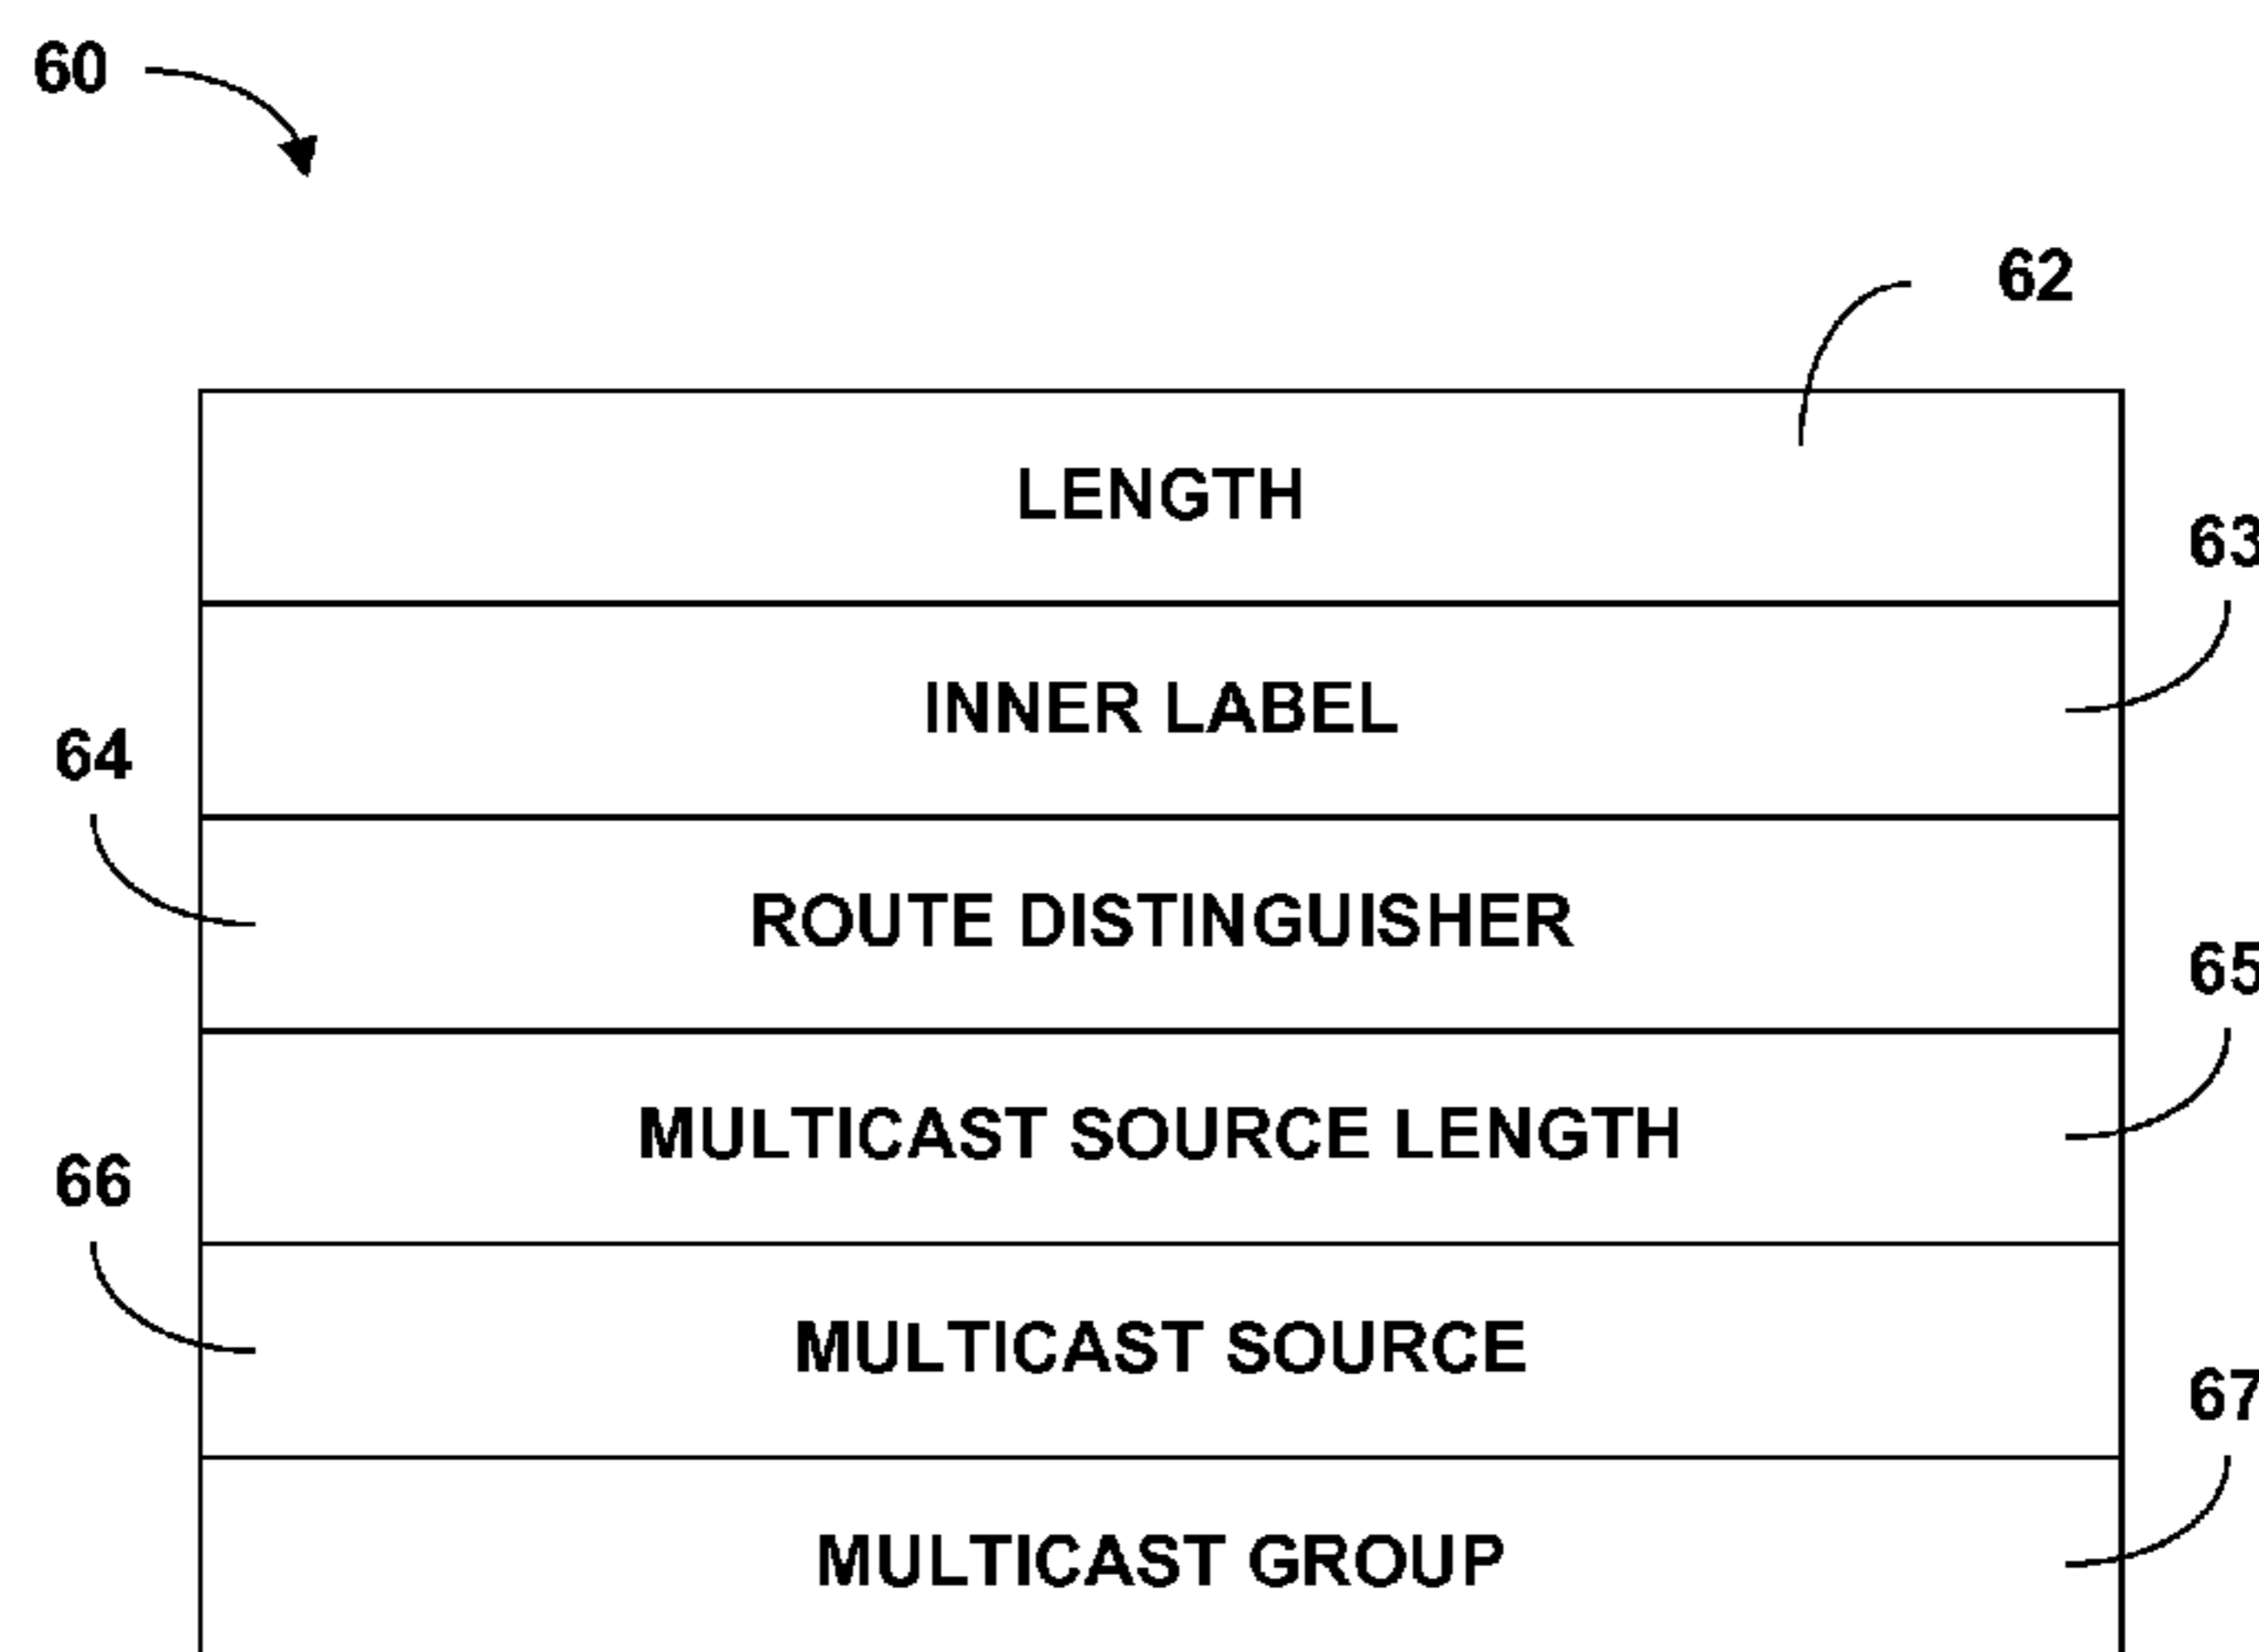 60
62
LENGTH
63
INNER LABEL
64
ROUTE DISTINGUISHER
65
MULTICAST SOURCE LENGTH
66
MULTICAST SOURCE
67
MULTICAST GROUP